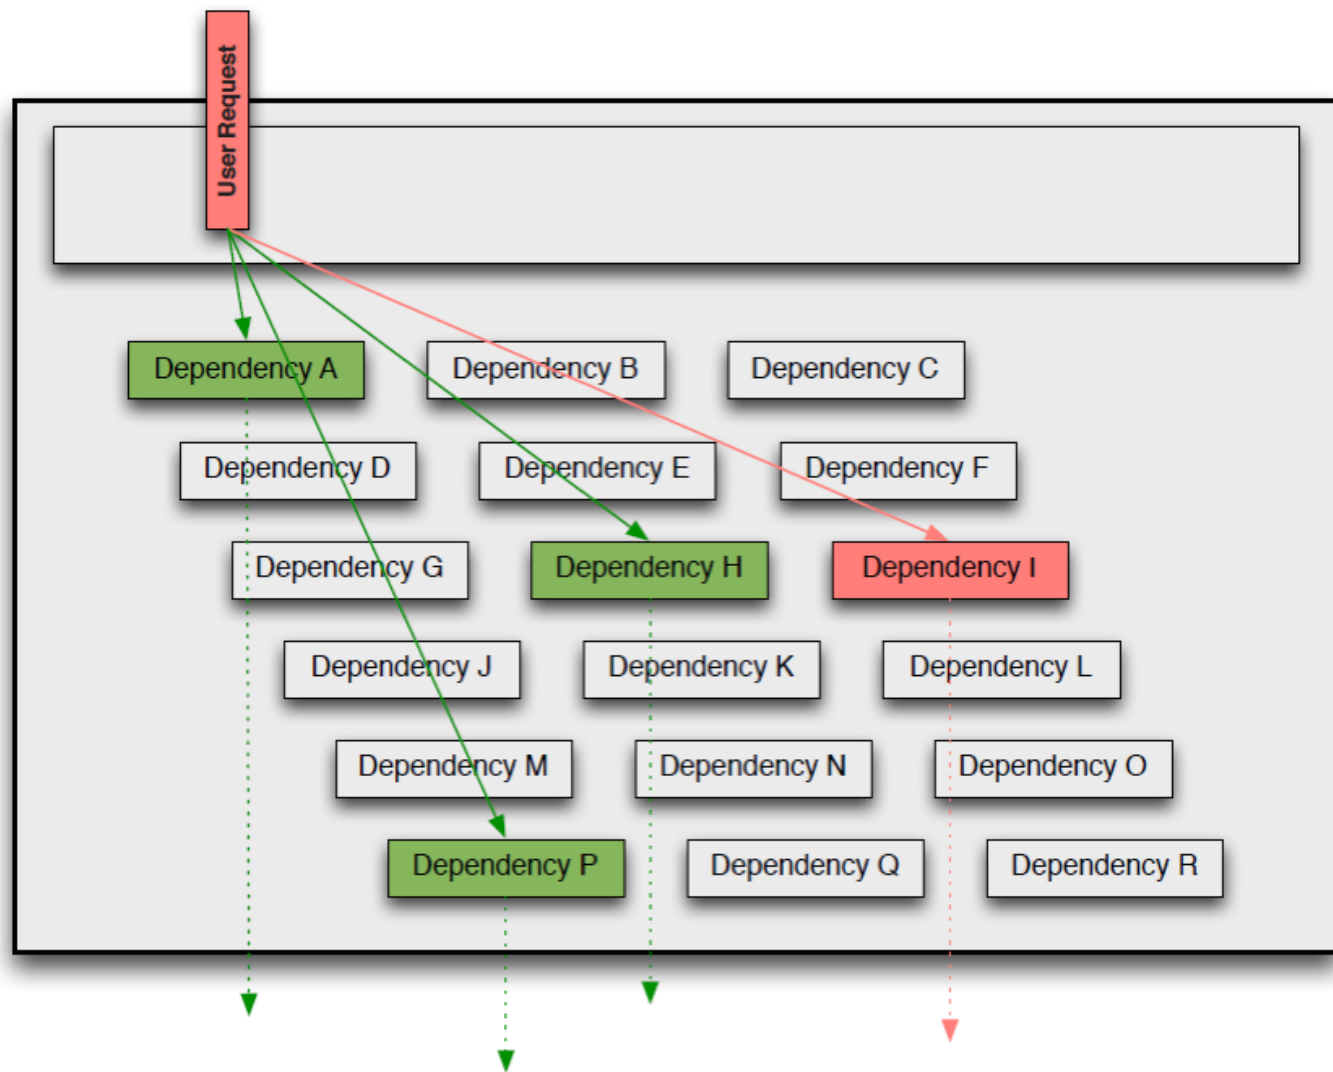 User Request
Dependency A
Dependency B
Dependency C
Dependency D
Dependency E
Dependency F
Dependency G
Dependency H
Dependency I
Dependency J
Dependency K
Dependency L
Dependency M
Dependency N
Dependency O
Dependency P
Dependency Q
Dependency R